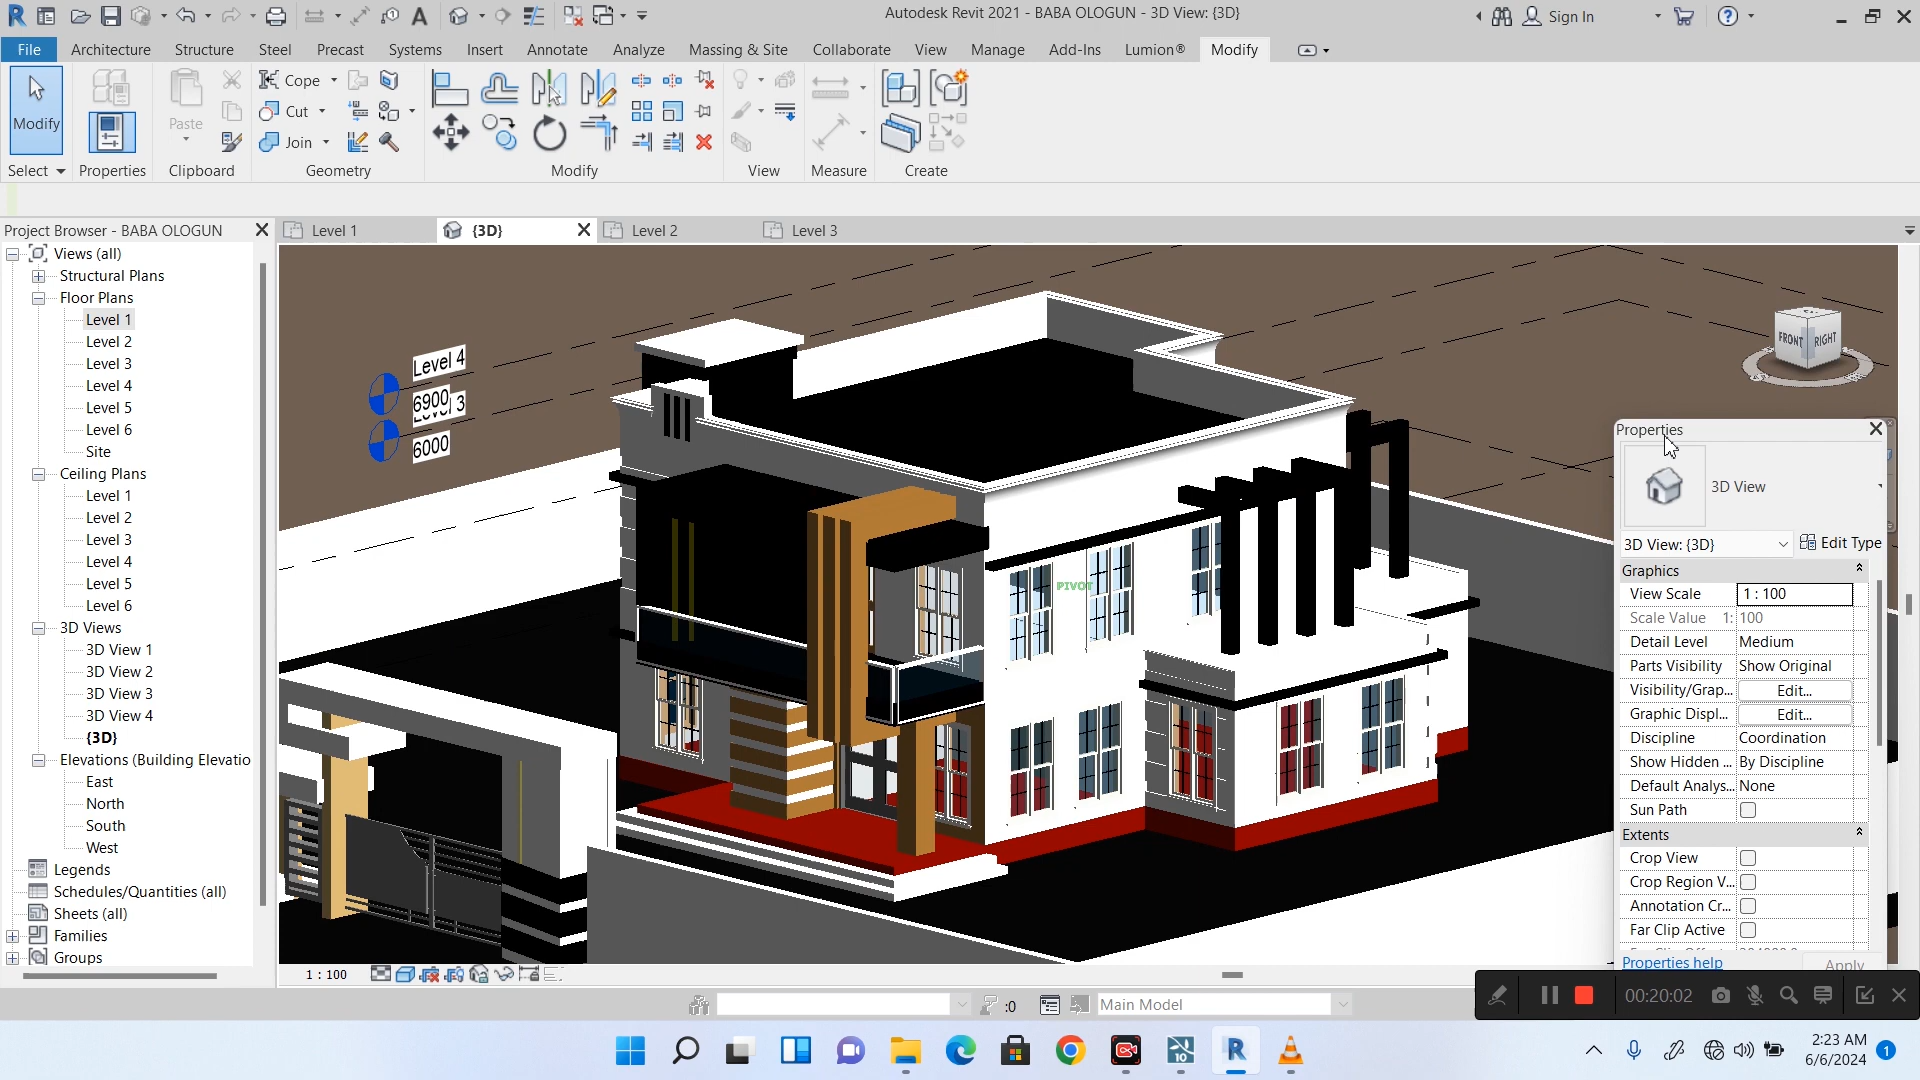 Autodesk Revit 2021 - BABA OLOGUN - 3D View: {3D}
Sign In
File
Architecture
Structure
Steel
Precast
Systems
Insert
Annotate
Analyze
Massing & Site
Collaborate
View
Manage
Add-Ins
Lumion®
Modify
Modify
Paste
Cope
Cut
Join
Select
Properties
Clipboard
Geometry
Modify
View
Measure
Create
Project Browser - BABA OLOGUN
Level 1
{3D}
Level 2
Level 3
Views (all)
Structural Plans
Floor Plans
Level 1
Level 2
Level 3
Level 4
Level 5
Level 6
Site
Ceiling Plans
Level 1
Level 2
Level 3
Level 4
Level 5
Level 6
3D Views
3D View 1
3D View 2
3D View 3
3D View 4
{3D}
Elevations (Building Elevatio
East
North
South
West
Legends
Schedules/Quantities (all)
Sheets (all)
Families
Groups
Level 4
6900
3
6000
PIVOT
FRONT
RIGHT
Properties
3D View
3D View: {3D}
Edit Type
Graphics
View Scale
1 : 100
Scale Value 1:
100
Detail Level
Medium
Parts Visibility
Show Original
Visibility/Grap...
Edit...
Graphic Displ...
Edit...
Discipline
Coordination
Show Hidden ...
By Discipline
Default Analys...
None
Sun Path
Extents
Crop View
Crop Region V...
Annotation Cr...
Far Clip Active
Properties help
Apply
1 : 100
:0
Main Model
00:20:02
10
R
2:23 AM
6/6/2024
1